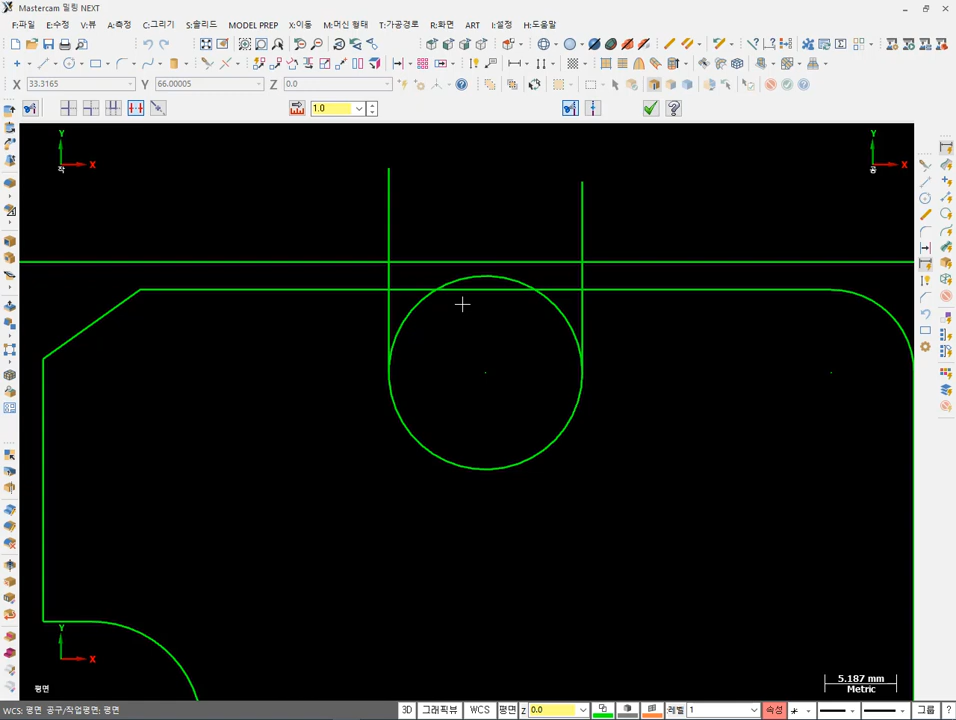 Mastercam 밀링 NEXT
F:파일 E:수정 V:뷰 A:측정 C:그리기 S:솔리드 MODEL PREP X:이동 M:머신 형태 T:가공경로 R:화면 ART I:설정 H:도움말
X 33.3165 Y 66.00005 Z 0.0
1.0
Y Y
X X
Y
X
평면
5.187 mm
Metric
WCS: 평면 공구/작업평면: 평면 3D 그래픽뷰 WCS 평면 Z 0.0 레벨 1 속성 그룹 ?